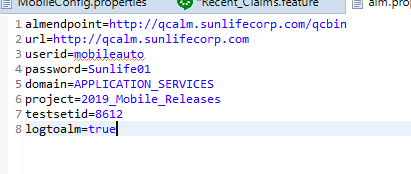 MobileConfig.properties *Recent_Claims.feature
1 almendpoint=http://qcalm.sunlifecorp.com/qcbin
2 url=http://qcalm.sunlifecorp.com
3 userid=mobileauto
4 password=Sunlife01
5 domain=APPLICATION_SERVICES
6 project=2019_Mobile_Releases
7 testsetid=8612
8 logtoalm=true